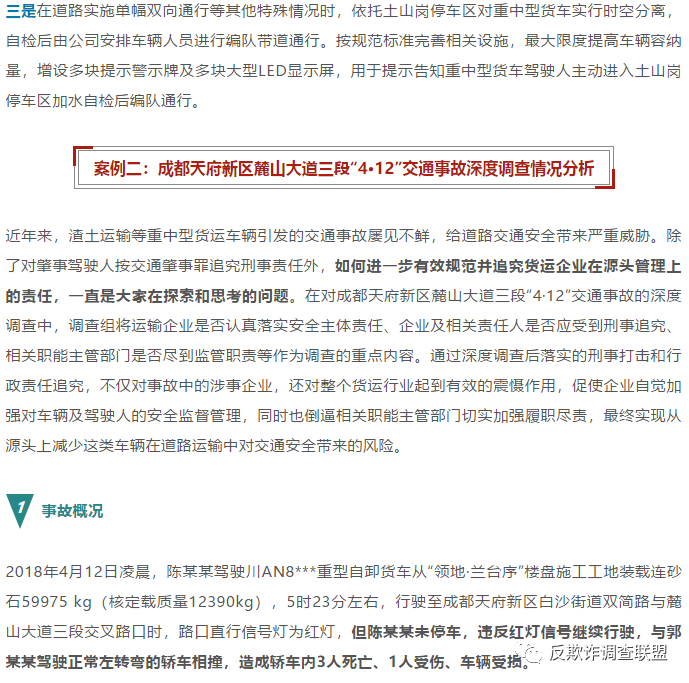 三是在道路实施单幅双向通行等其他特殊情况时，依托土山岗停车区对重中型货车实行时空分离，
自检后由公司安排车辆人员进行编队带道通行。按规范标准完善相关设施，最大限度提高车辆容纳
量，增设多块提示警示牌及多块大型LED显示屏，用于提示告知重中型货车驾驶人主动进入土山岗
停车区加水自检后编队通行。
案例二：成都天府新区麓山大道三段“4·12”交通事故深度调查情况分析
近年来，渣土运输等重中型货运车辆引发的交通事故屡见不鲜，给道路交通安全带来严重威胁。除
了对肇事驾驶人按交通肇事罪追究刑事责任外，如何进一步有效规范并追究货运企业在源头管理上
的责任，一直是大家在探索和思考的问题。在对成都天府新区麓山大道三段“4·12”交通事故的深度
调查中，调查组将运输企业是否认真落实安全主体责任、企业及相关责任人是否应受到刑事追究、
相关职能主管部门是否尽到监管职责等作为调查的重点内容。通过深度调查后落实的刑事打击和行
政责任追究，不仅对事故中的涉事企业，还对整个货运行业起到有效的震慑作用，促使企业自觉加
强对车辆及驾驶人的安全监督管理，同时也倒逼相关职能主管部门切实加强履职尽责，最终实现从
源头上减少这类车辆在道路运输中对交通安全带来的风险。
1 事故概况
2018年4月12日凌晨，陈某某驾驶川AN8***重型自卸货车从“领地·兰台序”楼盘施工工地装载连砂
石59975 kg（核定载质量12390kg），5时23分左右，行驶至成都天府新区白沙街道双简路与麓
山大道三段交叉路口时，路口直行信号灯为红灯，但陈某某未停车，违反红灯信号继续行驶，与郭
某某驾驶正常左转弯的轿车相撞，造成轿车内3人死亡、1人受伤、车辆受损。
反欺诈调查联盟